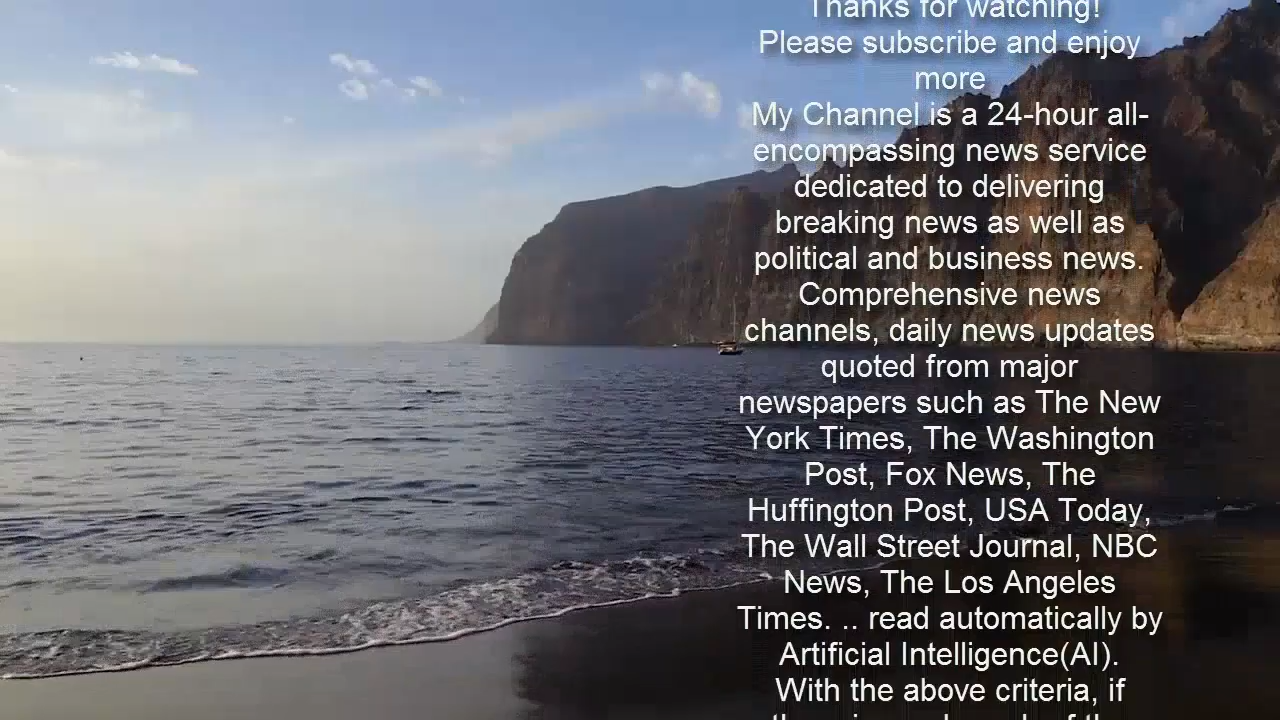 Thanks for watching!
Please subscribe and enjoy
more
My Channel is a 24-hour all-
encompassing news service
dedicated to delivering
breaking news as well as
political and business news.
Comprehensive news
channels, daily news updates
quoted from major
newspapers such as The New
York Times, The Washington
Post, Fox News, The
Huffington Post, USA Today,
The Wall Street Journal, NBC
News, The Los Angeles
Times. .. read automatically by
Artificial Intelligence(AI).
With the above criteria, if